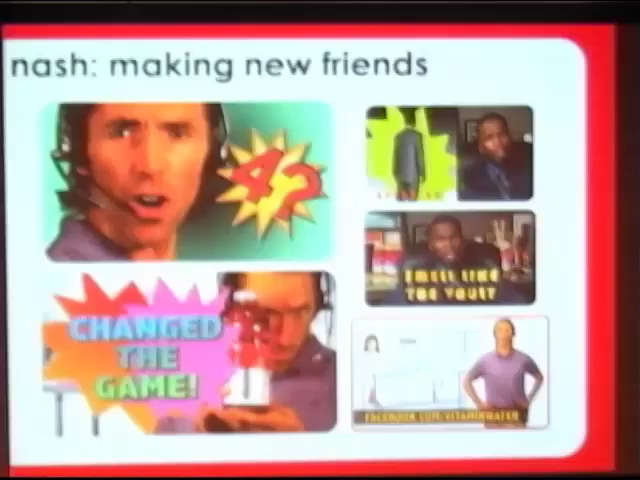 nash: making new friends
CHANGED
THE
GAME!
SMELL LIKE
THE VAULT
FACEBOOK.COM/VITAMINWATER